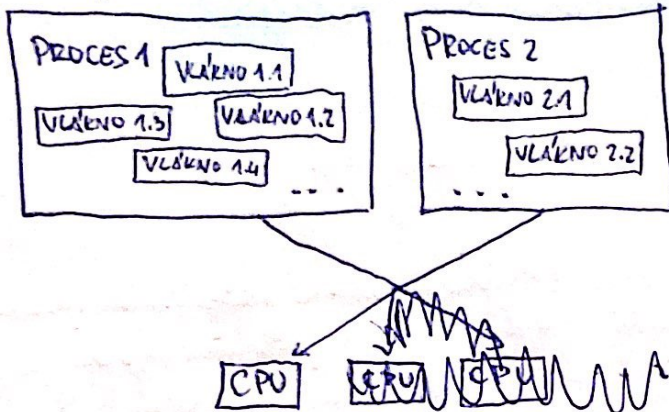 PROCES 1
VLÁKNO 1.1
VLÁKNO 1.3
VLÁKNO 1.2
VLÁKNO 1.4
...
PROCES 2
VLÁKNO 2.1
VLÁKNO 2.2
...
CPU
CPU
CPU